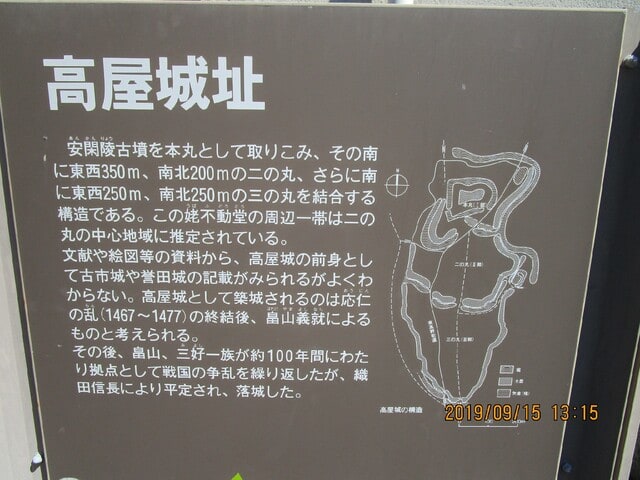 高屋城址
安閑陵古墳を本丸として取りこみ、その南
に東西350m、南北200mの二の丸、さらに南
に東西250m、南北250mの三の丸を結合する
構造である。この姥不動堂の周辺一帯は二の
丸の中心地域に推定されている。
文献や絵図等の資料から、高屋城の前身とし
て古市城や誉田城の記載がみられるがよくわ
からない。高屋城として築城されるのは応仁
の乱(1467～1477)の終結後、畠山義就による
ものと考えられる。
その後、畠山、三好一族が約100年間にわた
り拠点として戦国の争乱を繰り返したが、織
田信長により平定され、落城した。
高屋城の構造
2019/09/15 13:15